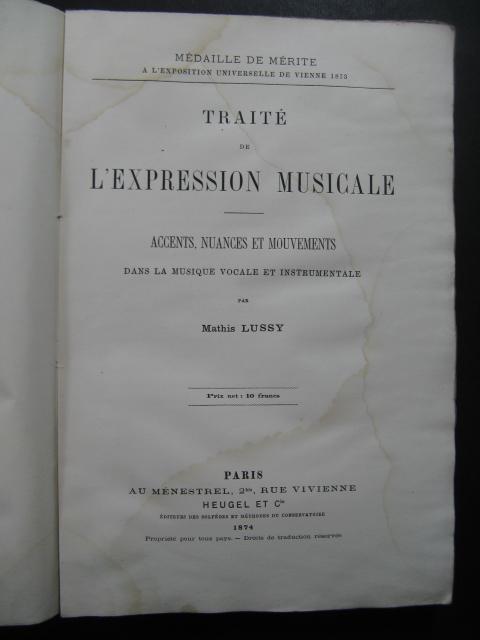 MÉDAILLE DE MÉRITE
A L'EXPOSITION UNIVERSELLE DE VIENNE 1873
TRAITÉ
DE
L'EXPRESSION MUSICALE
ACCENTS, NUANCES ET MOUVEMENTS
DANS LA MUSIQUE VOCALE ET INSTRUMENTALE
PAR
Mathis LUSSY
Prix net : 10 francs
PARIS
AU MÉNESTREL, 2bis, RUE VIVIENNE
HEUGEL ET Cie
ÉDITEURS DES SOLFÈGES ET MÉTHODES DU CONSERVATOIRE
1874
Propriété pour tous pays. — Droits de traduction réservés